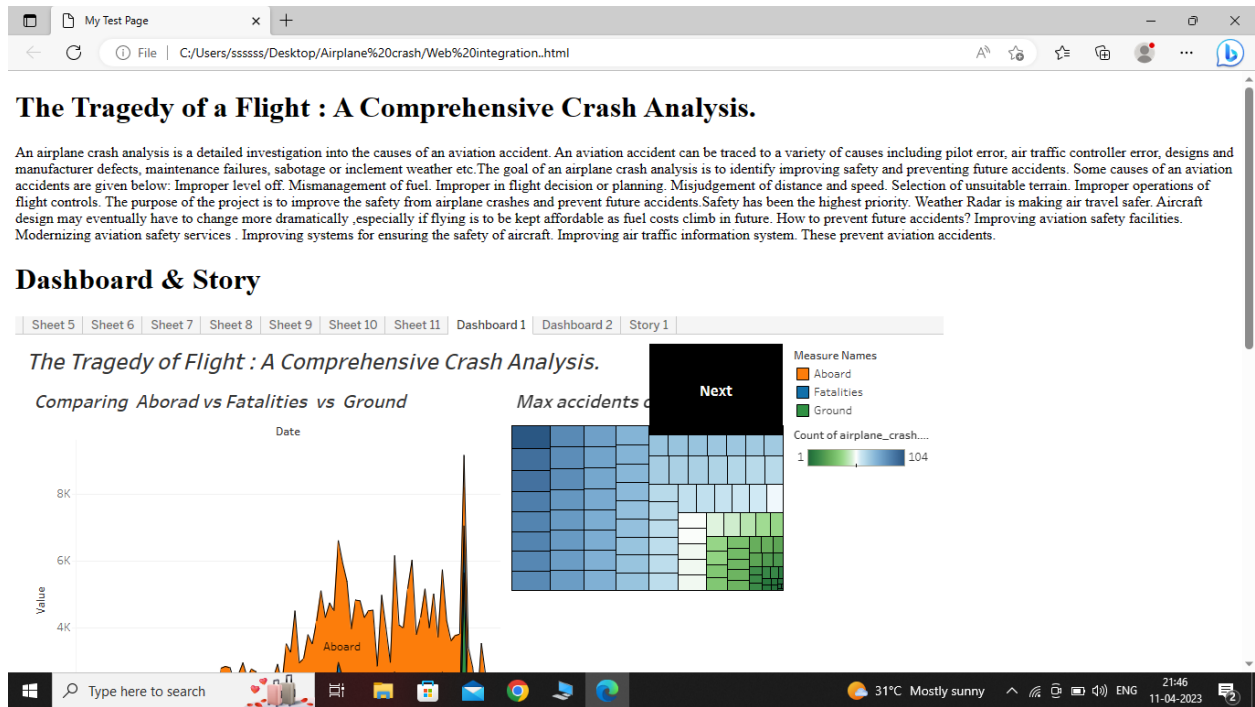 My Test Page
File | C:/Users/ssssss/Desktop/Airplane%20crash/Web%20integration..html
The Tragedy of a Flight : A Comprehensive Crash Analysis.
An airplane crash analysis is a detailed investigation into the causes of an aviation accident. An aviation accident can be traced to a variety of causes including pilot error, air traffic controller error, designs and
manufacturer defects, maintenance failures, sabotage or inclement weather etc.The goal of an airplane crash analysis is to identify improving safety and preventing future accidents. Some causes of an aviation
accidents are given below: Improper level off. Mismanagement of fuel. Improper in flight decision or planning. Misjudgement of distance and speed. Selection of unsuitable terrain. Improper operations of
flight controls. The purpose of the project is to improve the safety from airplane crashes and prevent future accidents.Safety has been the highest priority. Weather Radar is making air travel safer. Aircraft
design may eventually have to change more dramatically ,especially if flying is to be kept affordable as fuel costs climb in future. How to prevent future accidents? Improving aviation safety facilities.
Modernizing aviation safety services . Improving systems for ensuring the safety of aircraft. Improving air traffic information system. These prevent aviation accidents.
Dashboard & Story
Sheet 5 Sheet 6 Sheet 7 Sheet 8 Sheet 9 Sheet 10 Sheet 11 Dashboard 1 Dashboard 2 Story 1
The Tragedy of Flight : A Comprehensive Crash Analysis.
Next
Measure Names
Aboard
Fatalities
Ground
Comparing Aborad vs Fatalities vs Ground
Max accidents
Count of airplane_crash....
1 104
Date
8K
6K
4K
Value
Aboard
Type here to search
31°C Mostly sunny
ENG
21:46
11-04-2023
2